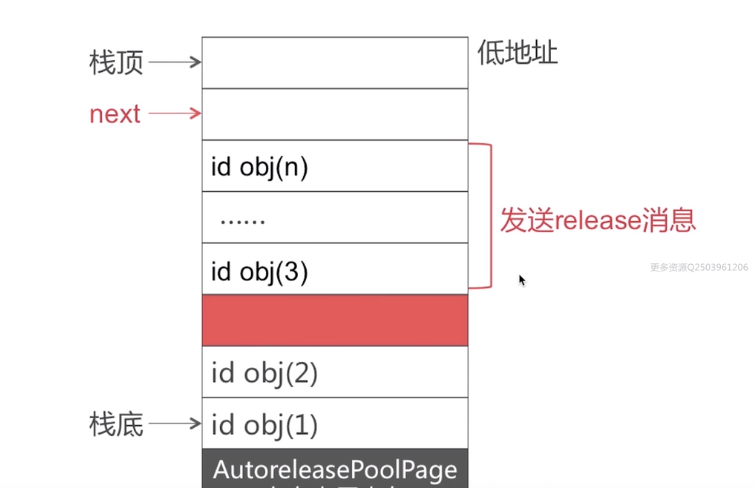 栈顶
低地址
next
id obj(n)
......
发送release消息
id obj(3)
更多资源Q2503961206
id obj(2)
栈底
id obj(1)
AutoreleasePoolPage